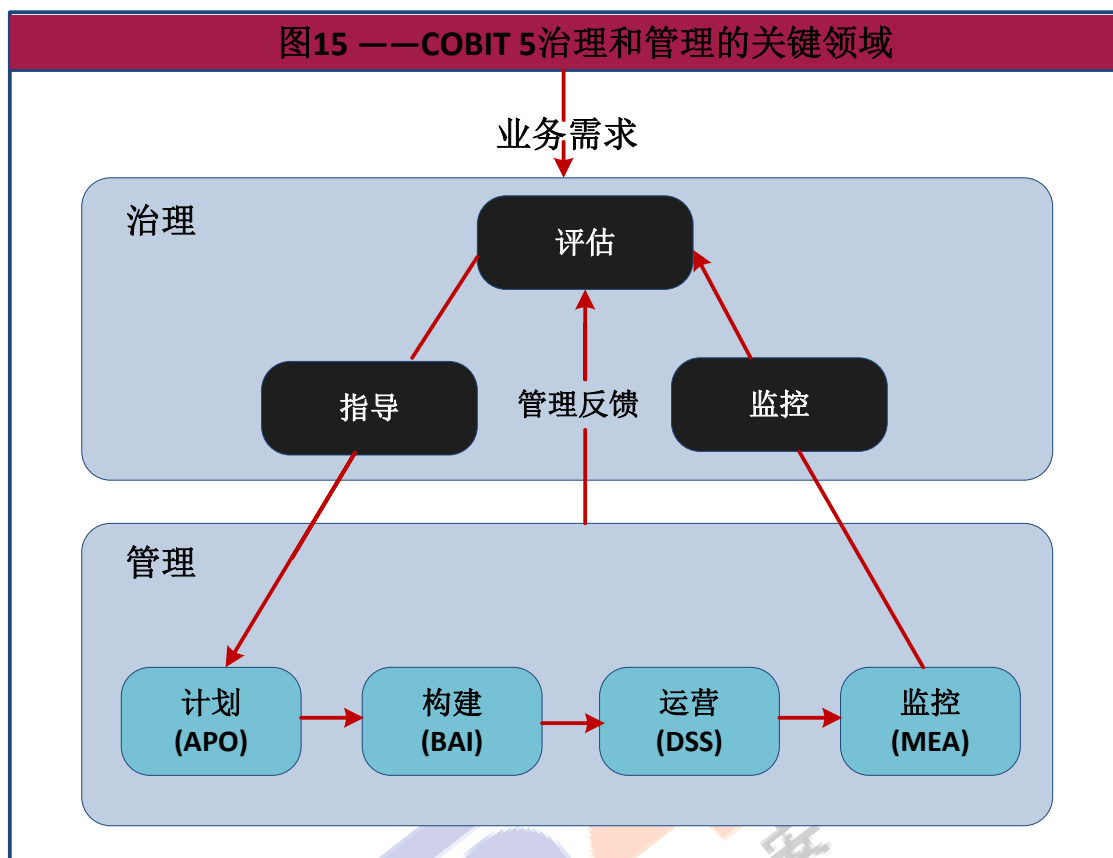 图15 ——COBIT 5治理和管理的关键领域
业务需求
治理
评估
指导
管理反馈
监控
管理
计划
(APO)
构建
(BAI)
运营
(DSS)
监控
(MEA)